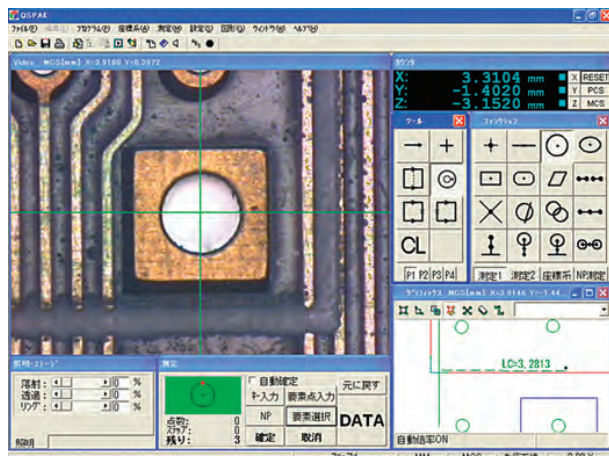 QSPAK
ファイル(F) プログラム(P) 座標系(A) 測定(M) 設定(S) 図形(G) ウィンドウ(W) ヘルプ(H)
Video MCS[mm] X=3.9160 Y=0.3972
カウンタ
X: 3.3104 mm X RESET
Y: -1.4020 mm Y PCS
Z: -3.1520 mm Z MCS
ツール
ファンクション
CL
P1 P2 P3 P4
測定1 測定2 座標系 NP測定
グラフィックス MCS[mm] X=3.9146 Y=-1.44
LC=3, 2813
自動倍率ON
照明・ステージ
落射: 0 %
透過: 0 %
リング: 0 %
照明
測定
点数: 0
ステップ: 0
残り: 3
自動確定
キー入力 要素点入力 元に戻す
NP 要素選択 DATA
確定 取消